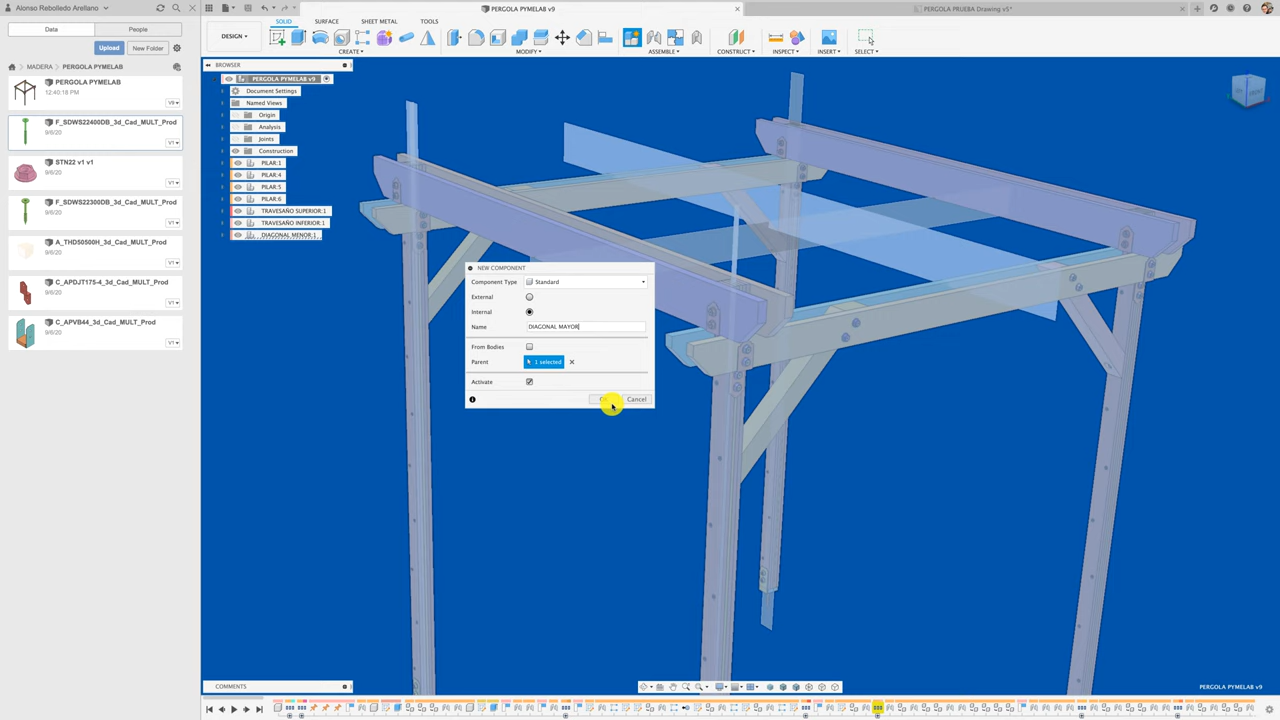 Alonso Rebolledo Arellano
PERGOLA PYMELAB v9
PERGOLA PRUEBA Drawing v5*
Data
People
Upload
New Folder
MADERA
PERGOLA PYMELAB
PERGOLA PYMELAB
12:40:18 PM
V9
F_SDWS22400DB_3d_Cad_MULT_Prod
9/6/20
V1
STN22 v1 v1
9/6/20
V1
F_SDWS22300DB_3d_Cad_MULT_Prod
9/6/20
V1
A_THD50500H_3d_Cad_MULT_Prod
9/6/20
V1
C_APDJT175-4_3d_Cad_MULT_Prod
9/6/20
V1
C_APVB44_3d_Cad_MULT_Prod
9/6/20
V1
DESIGN
SOLID
SURFACE
SHEET METAL
TOOLS
CREATE
MODIFY
ASSEMBLE
CONSTRUCT
INSPECT
INSERT
SELECT
BROWSER
PERGOLA PYMELAB v9
Document Settings
Named Views
Origin
Analysis
Joints
Construction
PILAR:1
PILAR:4
PILAR:5
PILAR:6
TRAVESAÑO SUPERIOR:1
TRAVESAÑO INFERIOR:1
DIAGONAL MENOR:1
NEW COMPONENT
Component Type
Standard
External
Internal
Name
DIAGONAL MAYOR
From Bodies
Parent
1 selected
Activate
Cancel
COMMENTS
PERGOLA PYMELAB v9